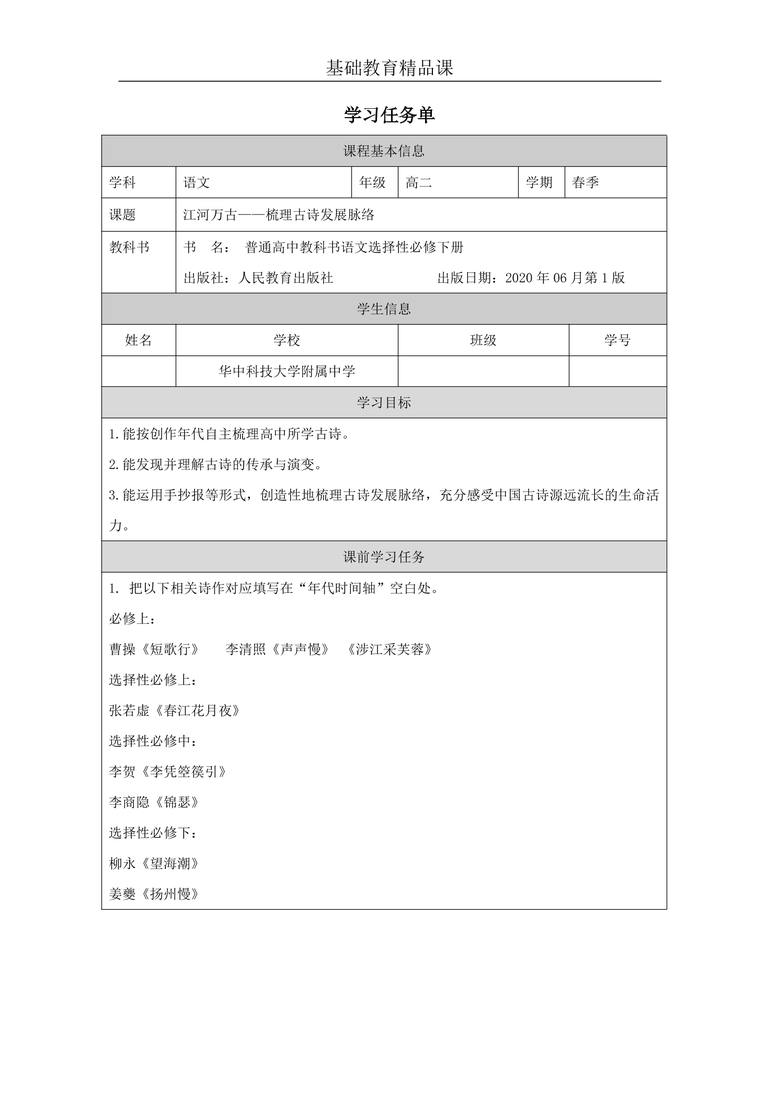 基础教育精品课
学习任务单
课程基本信息
学科 语文 年级 高二 学期 春季
课题 江河万古——梳理古诗发展脉络
教科书 书 名： 普通高中教科书语文选择性必修下册
出版社：人民教育出版社 出版日期：2020 年 06 月第 1 版
学生信息
姓名 学校 班级 学号
华中科技大学附属中学
学习目标
1.能按创作年代自主梳理高中所学古诗。
2.能发现并理解古诗的传承与演变。
3.能运用手抄报等形式，创造性地梳理古诗发展脉络，充分感受中国古诗源远流长的生命活
力。
课前学习任务
1. 把以下相关诗作对应填写在“年代时间轴”空白处。
必修上：
曹操《短歌行》 李清照《声声慢》 《涉江采芙蓉》
选择性必修上：
张若虚《春江花月夜》
选择性必修中：
李贺《李凭箜篌引》
李商隐《锦瑟》
选择性必修下：
柳永《望海潮》
姜夔《扬州慢》